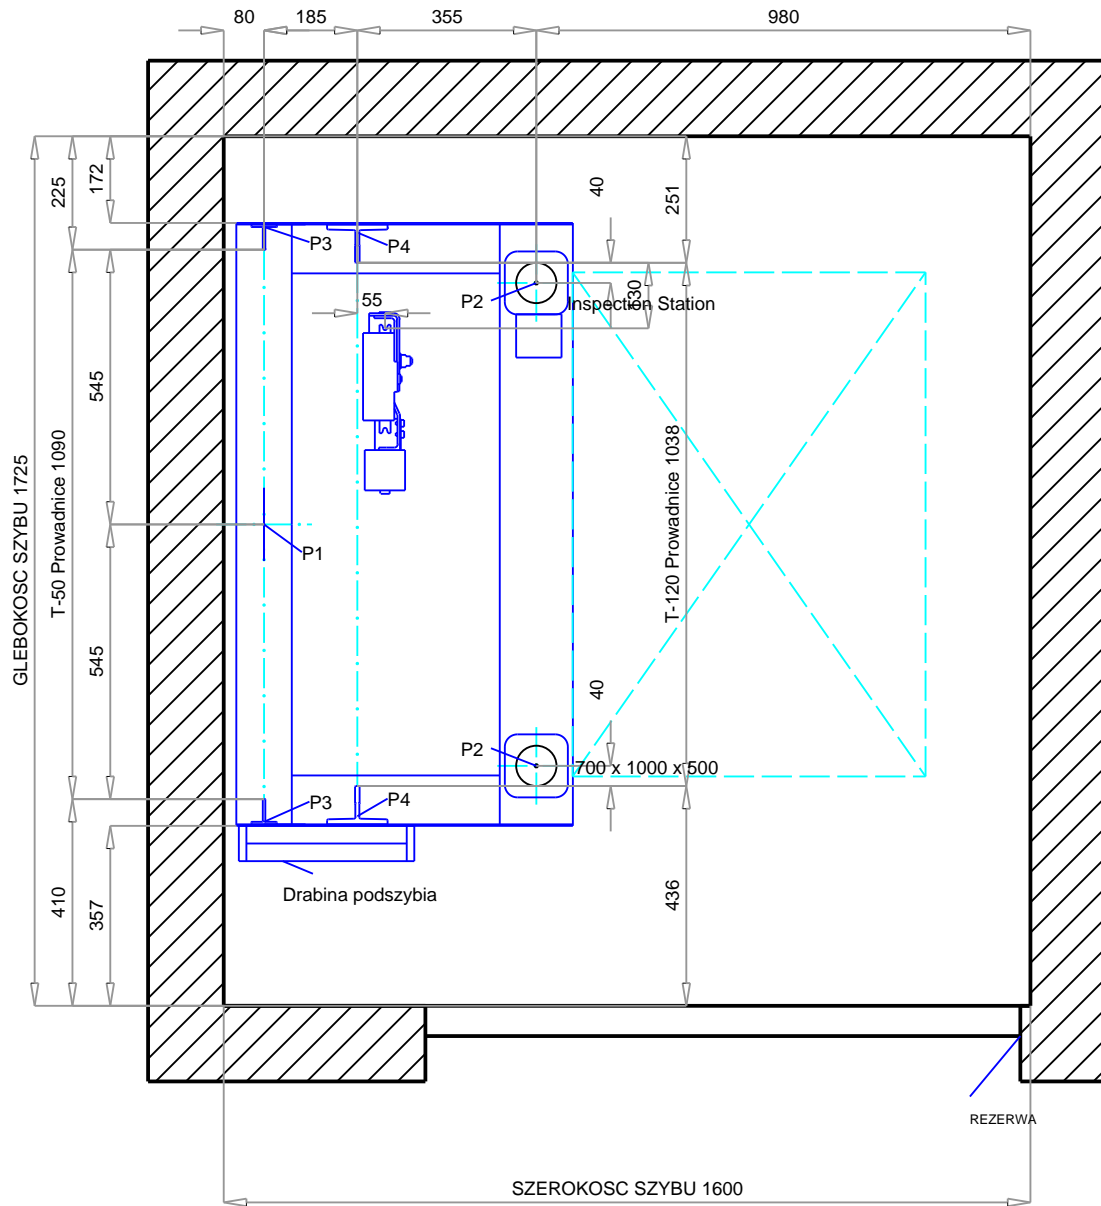 80
185
355
980
225
172
40
251
P3
P4
P2
55
130
Inspection Station
545
T-50 Prowadnice 1090
GLEBOKOSC SZYBU 1725
T-120 Prowadnice 1038
P1
545
40
P2
700 x 1000 x 500
P3
P4
410
357
436
Drabina podszybia
REZERWA
SZEROKOSC SZYBU 1600